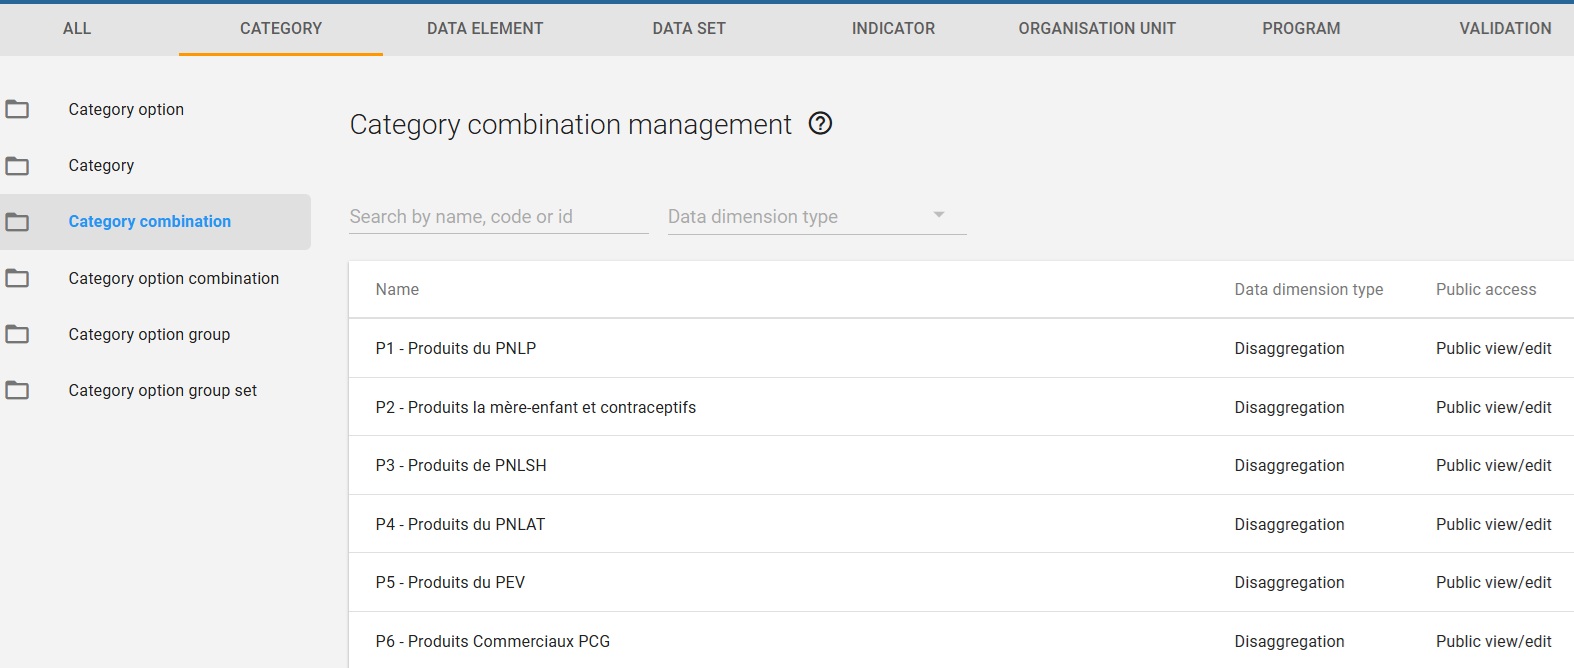 ALL CATEGORY DATA ELEMENT DATA SET INDICATOR ORGANISATION UNIT PROGRAM VALIDATION
Category option
Category
Category combination
Category option combination
Category option group
Category option group set
Category combination management
Search by name, code or id Data dimension type
Name Data dimension type Public access
P1 - Produits du PNLP Disaggregation Public view/edit
P2 - Produits la mère-enfant et contraceptifs Disaggregation Public view/edit
P3 - Produits de PNLSH Disaggregation Public view/edit
P4 - Produits du PNLAT Disaggregation Public view/edit
P5 - Produits du PEV Disaggregation Public view/edit
P6 - Produits Commerciaux PCG Disaggregation Public view/edit